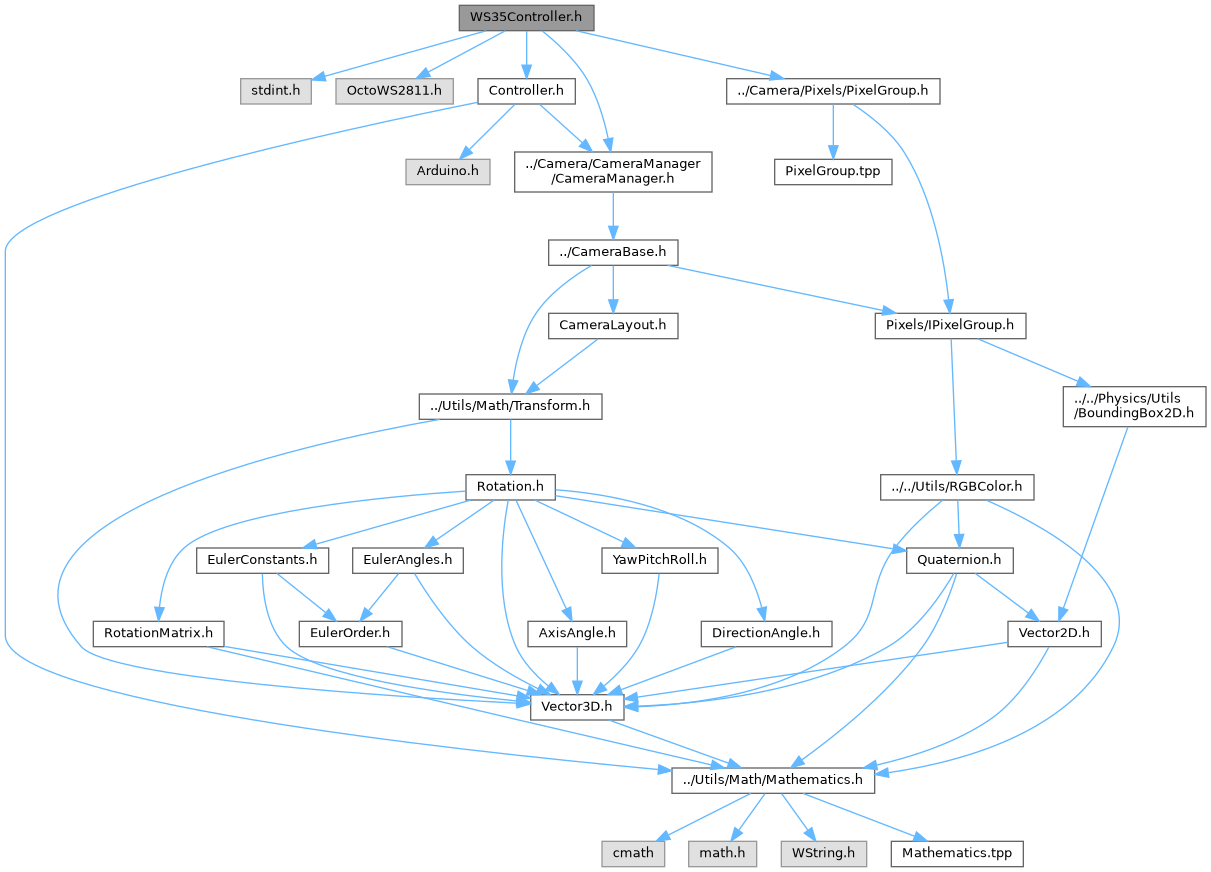 WS35Controller.h
stdint.h
OctoWS2811.h
Controller.h
../Camera/Pixels/PixelGroup.h
Arduino.h
../Camera/CameraManager
/CameraManager.h
PixelGroup.tpp
../CameraBase.h
CameraLayout.h
Pixels/IPixelGroup.h
../Utils/Math/Transform.h
../../Physics/Utils
/BoundingBox2D.h
Rotation.h
../../Utils/RGBColor.h
EulerConstants.h
EulerAngles.h
YawPitchRoll.h
Quaternion.h
RotationMatrix.h
EulerOrder.h
AxisAngle.h
DirectionAngle.h
Vector2D.h
Vector3D.h
../Utils/Math/Mathematics.h
cmath
math.h
WString.h
Mathematics.tpp